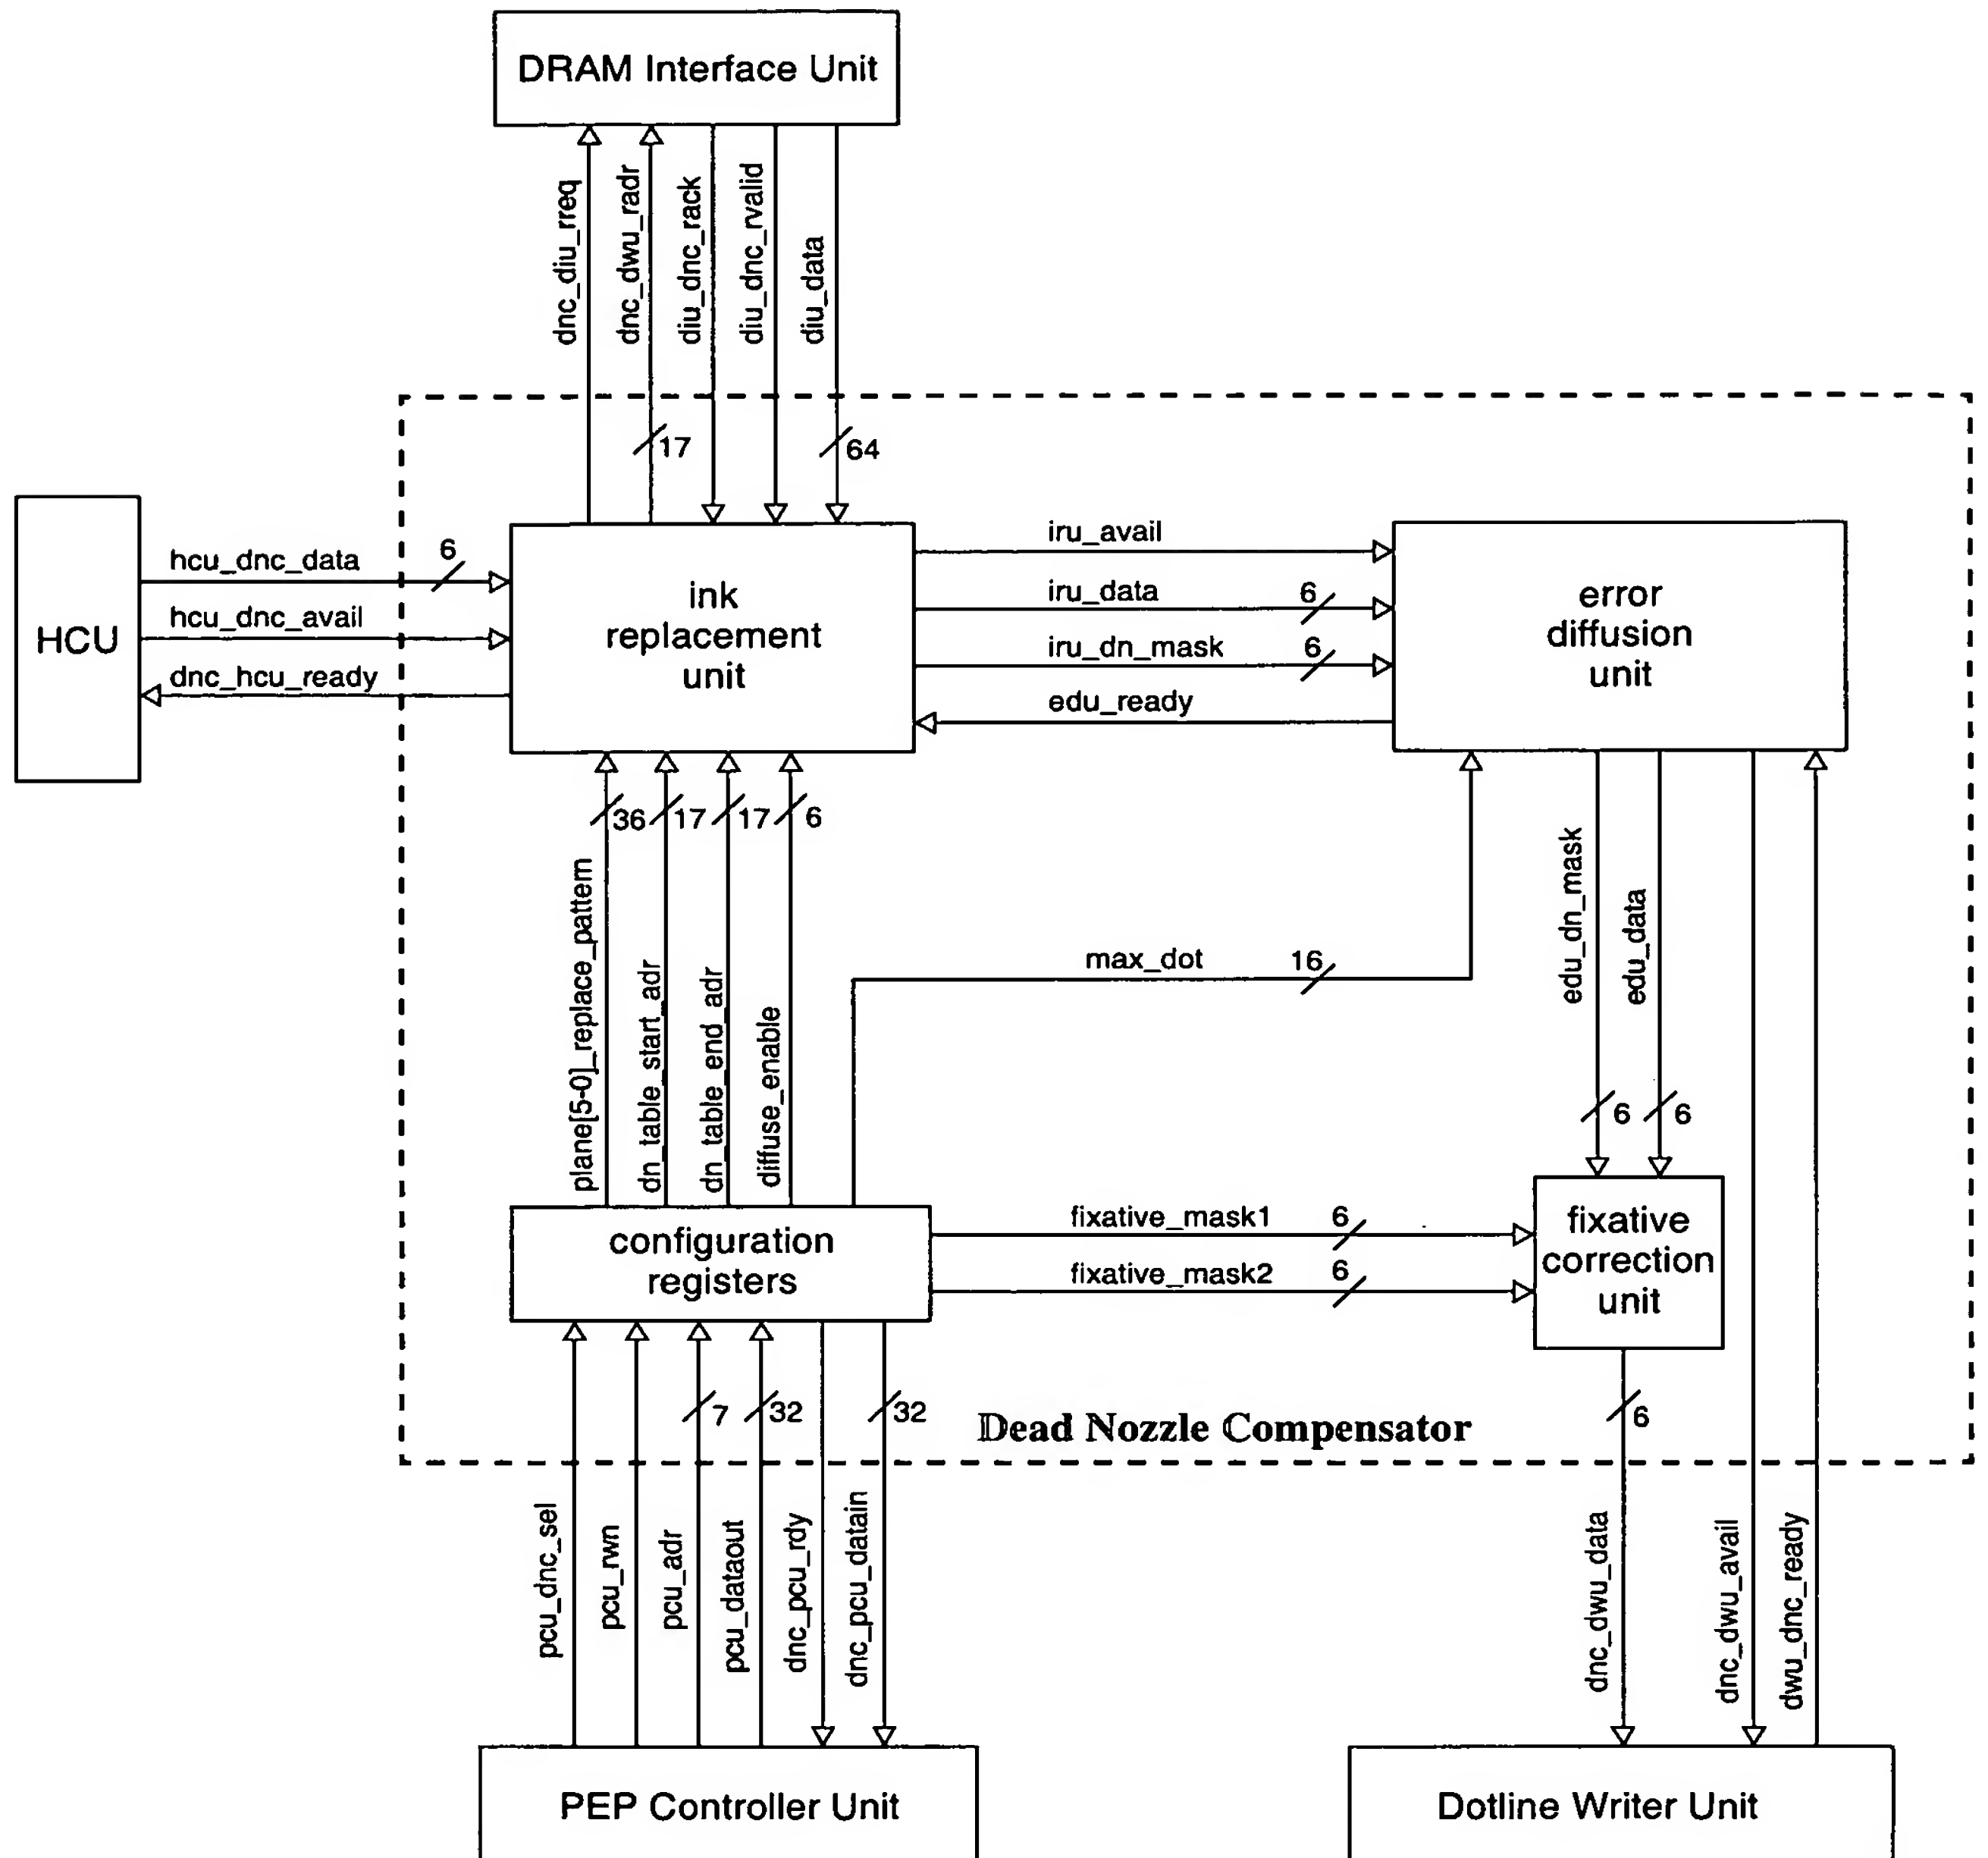 DRAM Interface Unit
dnc_diu_rreq
dnc_dwu_radr
diu_dnc_rack
diu_dnc_rvalid
diu_data
17
64
HCU
hcu_dnc_data
6
hcu_dnc_avail
dnc_hcu_ready
ink
replacement
unit
iru_avail
iru_data
6
iru_dn_mask
6
edu_ready
error
diffusion
unit
36
17
17
6
plane[5-0]_replace_pattern
dn_table_start_adr
dn_table_end_adr
diffuse_enable
max_dot
16
edu_dn_mask
edu_data
6
6
configuration
registers
fixative_mask1
6
fixative_mask2
6
fixative
correction
unit
7
32
32
6
Dead Nozzle Compensator
pcu_dnc_sel
pcu_rwn
pcu_adr
pcu_dataout
dnc_pcu_rdy
dnc_pcu_datain
dnc_dwu_data
dnc_dwu_avail
dwu_dnc_ready
PEP Controller Unit
Dotline Writer Unit